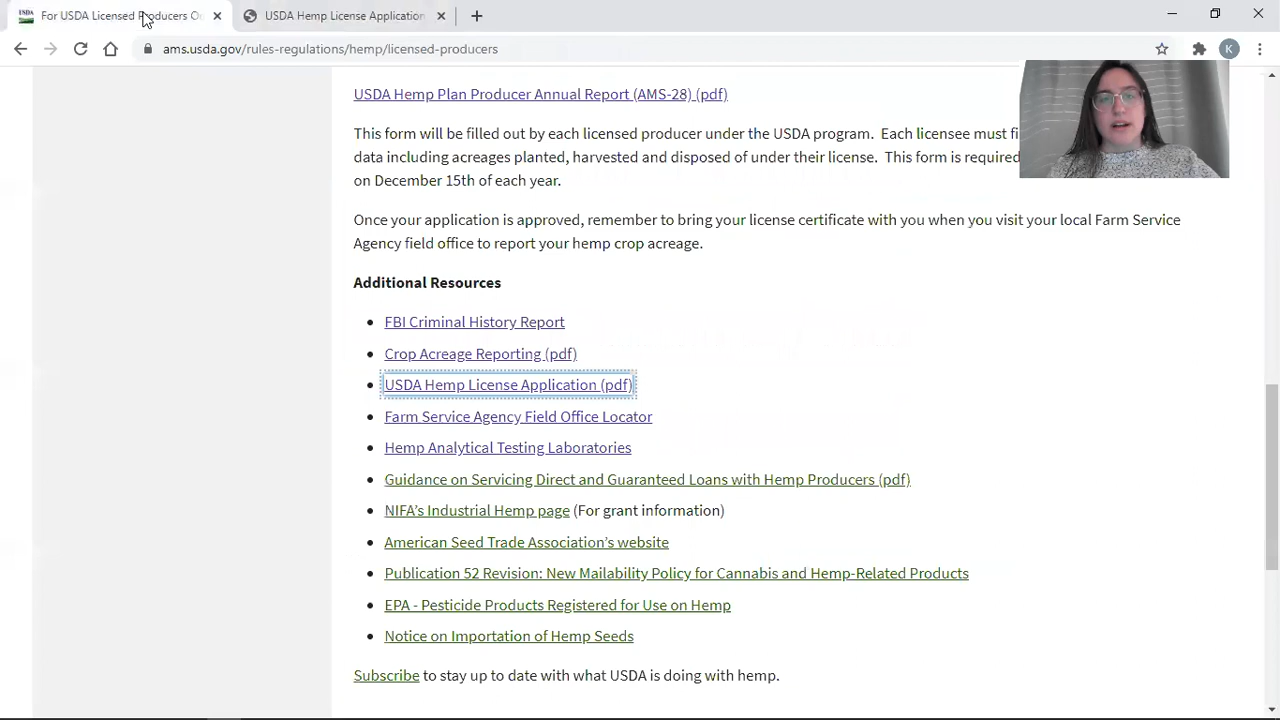 For USDA Licensed Producers O
USDA Hemp License Application
ams.usda.gov/rules-regulations/hemp/licensed-producers
K
USDA Hemp Plan Producer Annual Report (AMS-28) (pdf)
This form will be filled out by each licensed producer under the USDA program. Each licensee must fi
data including acreages planted, harvested and disposed of under their license. This form is required
on December 15th of each year.
Once your application is approved, remember to bring your license certificate with you when you visit your local Farm Service
Agency field office to report your hemp crop acreage.
Additional Resources
• FBI Criminal History Report
• Crop Acreage Reporting (pdf)
• USDA Hemp License Application (pdf)
• Farm Service Agency Field Office Locator
• Hemp Analytical Testing Laboratories
• Guidance on Servicing Direct and Guaranteed Loans with Hemp Producers (pdf)
• NIFA’s Industrial Hemp page (For grant information)
• American Seed Trade Association’s website
• Publication 52 Revision: New Mailability Policy for Cannabis and Hemp-Related Products
• EPA - Pesticide Products Registered for Use on Hemp
• Notice on Importation of Hemp Seeds
Subscribe to stay up to date with what USDA is doing with hemp.